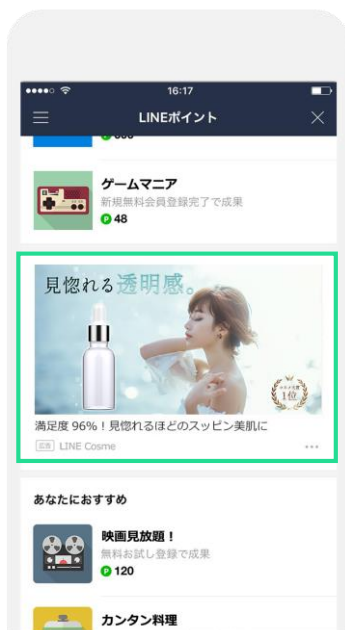 16:17
LINEポイント
ゲームマニア
新規無料会員登録完了で成果
P 48
見惚れる透明感。
1位
満足度 96%！見惚れるほどのスッピン美肌に
広告 LINE Cosme
あなたにおすすめ
映画見放題！
無料お試し登録で成果
P 120
カンタン料理